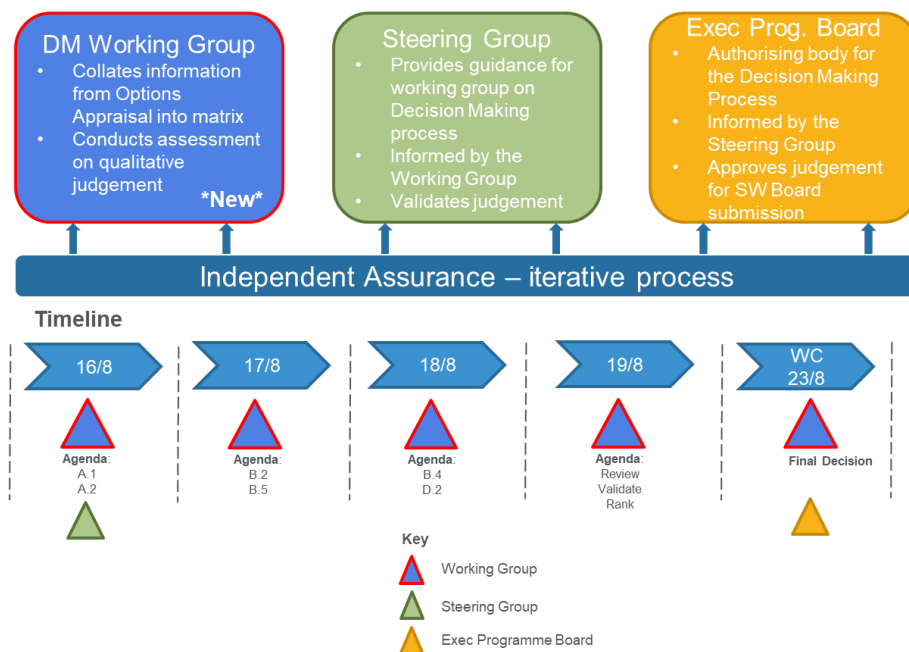 DM Working Group
• Collates information
from Options
Appraisal into matrix
• Conducts assessment
on qualitative
judgement
*New*
Steering Group
• Provides guidance for
working group on
Decision Making
process
• Informed by the
Working Group
• Validates judgement
Exec Prog. Board
• Authorising body for
the Decision Making
Process
• Informed by the
Steering Group
• Approves judgement
for SW Board
submission
Independent Assurance – iterative process
Timeline
16/8
17/8
18/8
19/8
WC
23/8
Agenda:
A.1
A.2
Agenda:
B.2
B.5
Agenda:
B.4
D.2
Agenda:
Review
Validate
Rank
Final Decision
Key
Working Group
Steering Group
Exec Programme Board